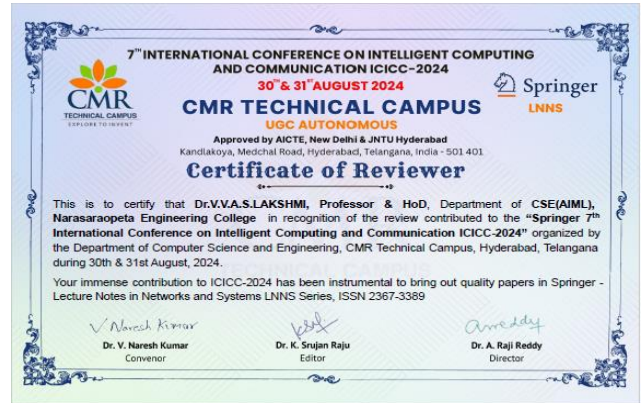 7TH INTERNATIONAL CONFERENCE ON INTELLIGENT COMPUTING
AND COMMUNICATION ICICC-2024
30TH & 31ST AUGUST 2024
CMR
TECHNICAL CAMPUS
EXPLORE TO INVENT
Springer
LNNS
CMR TECHNICAL CAMPUS
UGC AUTONOMOUS
Approved by AICTE, New Delhi & JNTU Hyderabad
Kandlakoya, Medchal Road, Hyderabad, Telangana, India - 501 401
Certificate of Reviewer
This is to certify that Dr.V.V.A.S.LAKSHMI, Professor & HoD, Department of CSE(AIML),
Narasaraopeta Engineering College in recognition of the review contributed to the “Springer 7th
International Conference on Intelligent Computing and Communication ICICC-2024” organized by
the Department of Computer Science and Engineering, CMR Technical Campus, Hyderabad, Telangana
during 30th & 31st August, 2024.
TECHNICAL CAMPUS
Your immense contribution to ICICC-2024 has been instrumental to bring out quality papers in Springer -
Lecture Notes in Networks and Systems LNNS Series, ISSN 2367-3389
V Naresh Kumar
Dr. V. Naresh Kumar
Convenor
Dr. K. Srujan Raju
Editor
Dr. A. Raji Reddy
Director